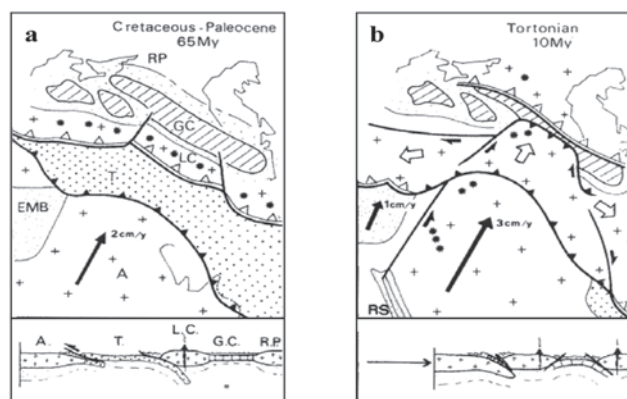 a
Cretaceous-Paleocene
65My
RP
GC
LC
T
EMB
2cm/y
A
A. T. L.C. G.C. R.P
b
Tortonian
10My
1cm/y
3cm/y
RS